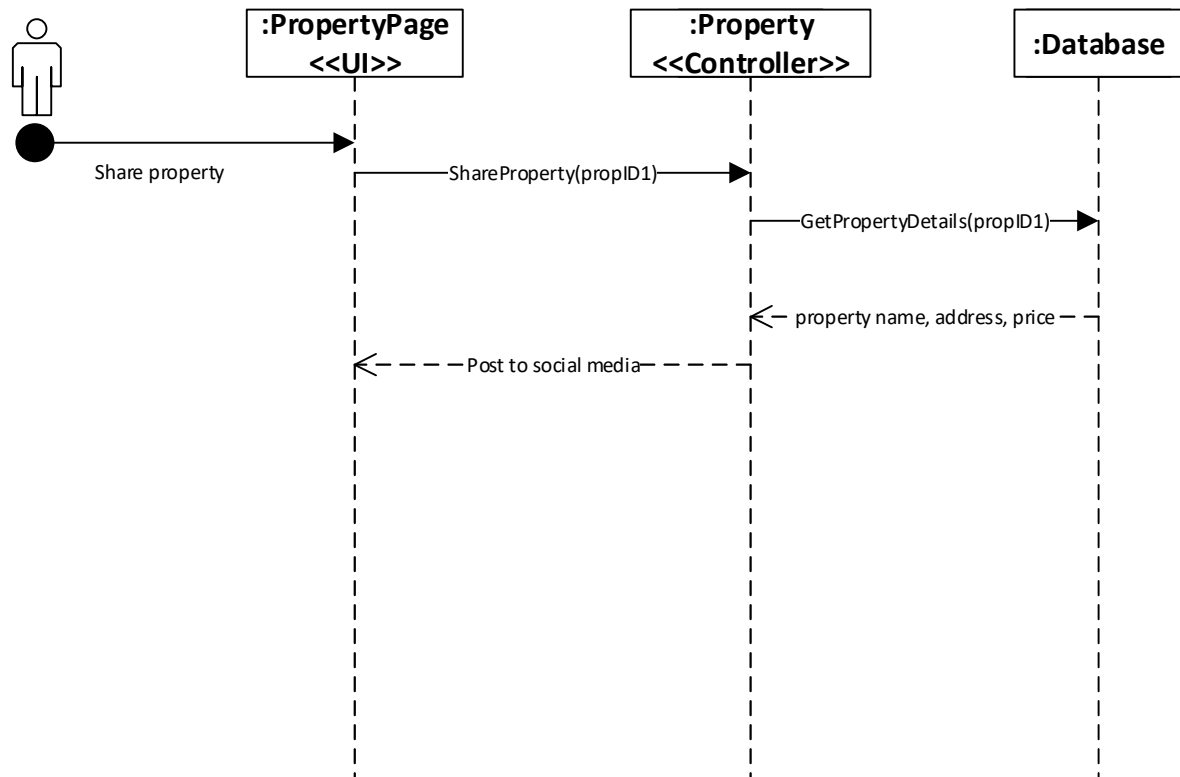 :PropertyPage
<<UI>>
:Property
<<Controller>>
:Database
Share property
ShareProperty(propID1)
GetPropertyDetails(propID1)
property name, address, price
Post to social media